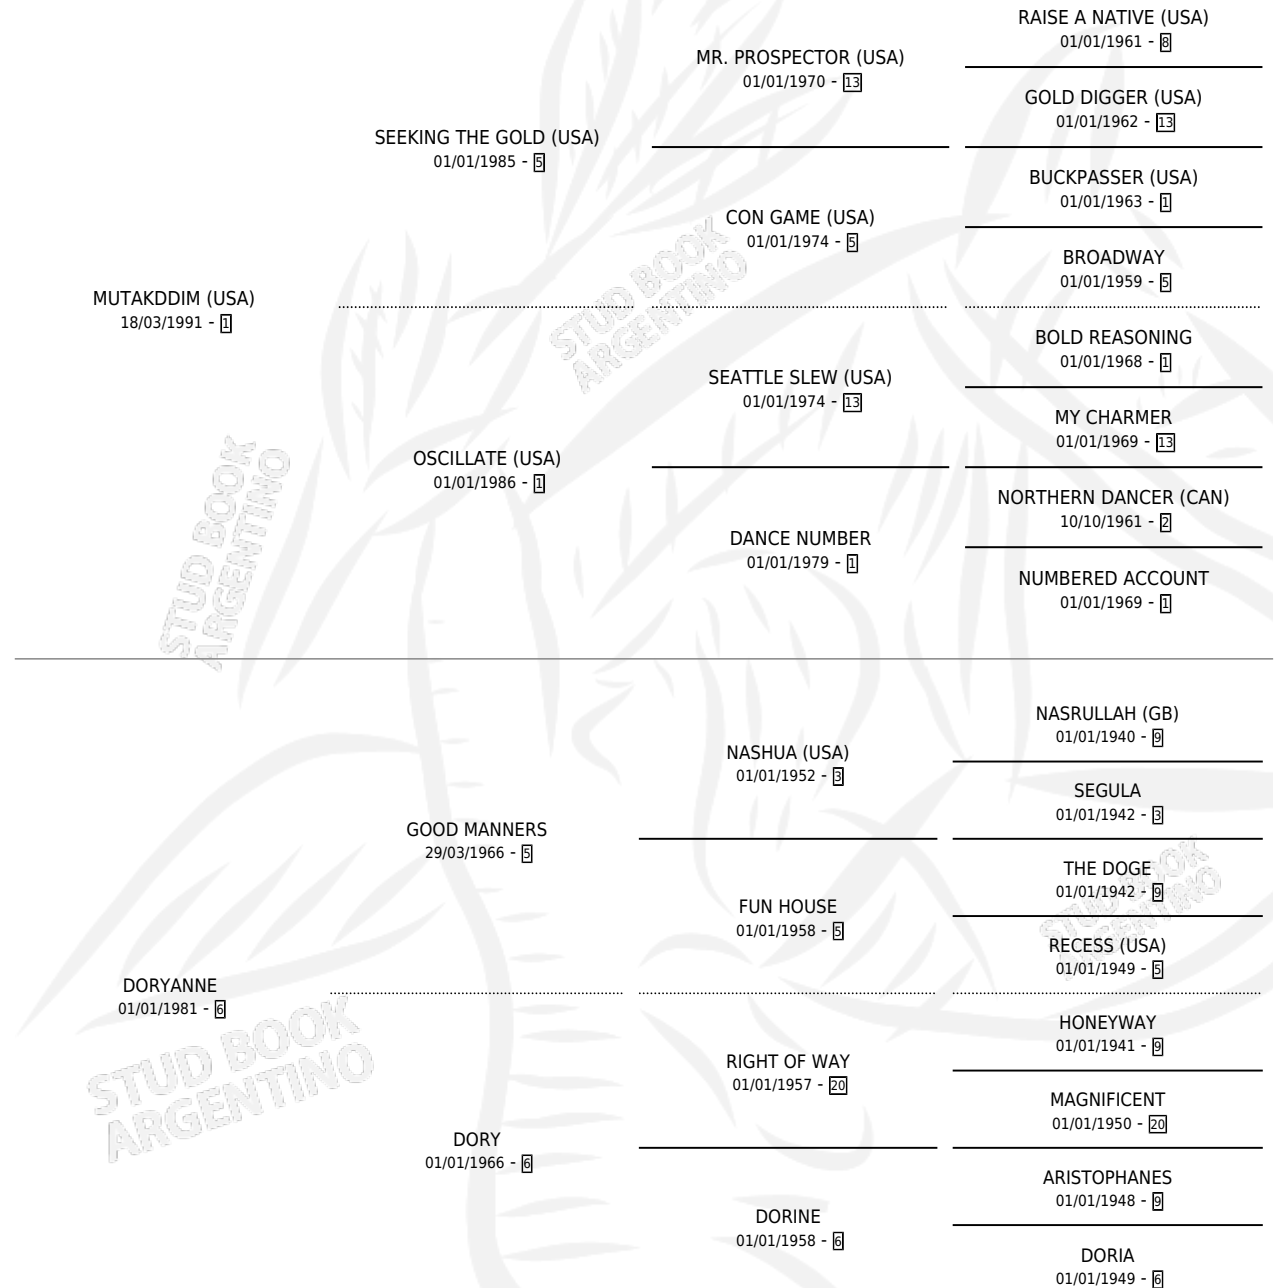 RAISE A NATIVE (USA)
01/01/1961 - 8
MR. PROSPECTOR (USA)
01/01/1970 - 13
GOLD DIGGER (USA)
01/01/1962 - 13
SEEKING THE GOLD (USA)
01/01/1985 - 5
BUCKPASSER (USA)
01/01/1963 - 1
CON GAME (USA)
01/01/1974 - 5
BROADWAY
01/01/1959 - 5
MUTAKDDIM (USA)
18/03/1991 - 1
BOLD REASONING
01/01/1968 - 1
SEATTLE SLEW (USA)
01/01/1974 - 13
MY CHARMER
01/01/1969 - 13
OSCILLATE (USA)
01/01/1986 - 1
NORTHERN DANCER (CAN)
10/10/1961 - 2
DANCE NUMBER
01/01/1979 - 1
NUMBERED ACCOUNT
01/01/1969 - 1
NASRULLAH (GB)
01/01/1940 - 9
NASHUA (USA)
01/01/1952 - 3
SEGULA
01/01/1942 - 3
GOOD MANNERS
29/03/1966 - 5
THE DOGE
01/01/1942 - 9
FUN HOUSE
01/01/1958 - 5
RECESS (USA)
01/01/1949 - 5
DORYANNE
01/01/1981 - 6
HONEYWAY
01/01/1941 - 9
RIGHT OF WAY
01/01/1957 - 20
MAGNIFICENT
01/01/1950 - 20
DORY
01/01/1966 - 6
ARISTOPHANES
01/01/1948 - 9
DORINE
01/01/1958 - 6
DORIA
01/01/1949 - 6
STUD BOOK
ARGENTINO
STUD BOOK
ARGENTINO
STUD BOOK
ARGENTINO
STUD BOOK
ARGENTINO